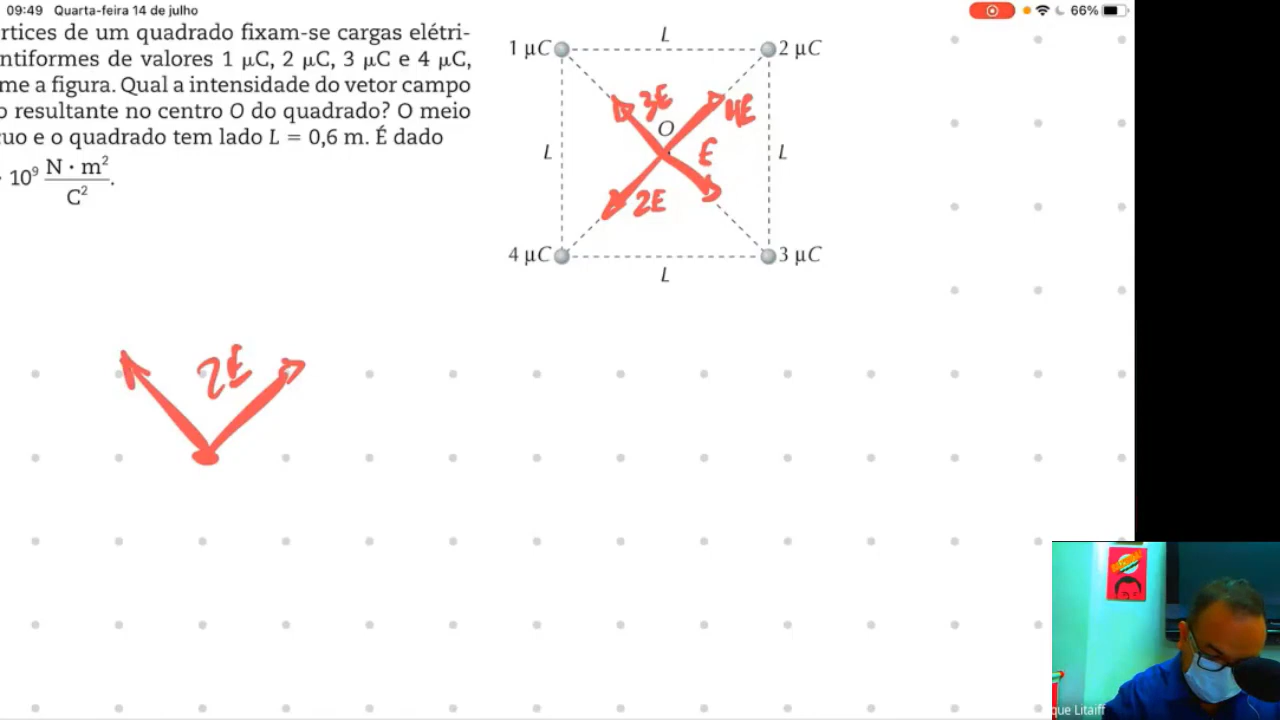 09:49 Quarta-feira 14 de julho
66%
rtices de um quadrado fixam-se cargas elétri-
ntiformes de valores 1 μC, 2 μC, 3 μC e 4 μC,
me a figura. Qual a intensidade do vetor campo
o resultante no centro O do quadrado? O meio
cuo e o quadrado tem lado L = 0,6 m. É dado
· 10⁹ N · m² / C².
L
1 μC
2 μC
3E
4E
O
L
E
L
2E
4 μC
3 μC
L
2E
que Litaiff